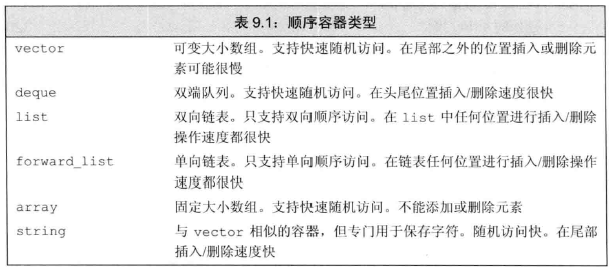 表 9.1：顺序容器类型
vector 可变大小数组。支持快速随机访问。在尾部之外的位置插入或删除元
素可能很慢
deque 双端队列。支持快速随机访问。在头尾位置插入/删除速度很快
list 双向链表。只支持双向顺序访问。在 list 中任何位置进行插入/删除
操作速度都很快
forward_list 单向链表。只支持单向顺序访问。在链表任何位置进行插入/删除操作
速度都很快
array 固定大小数组。支持快速随机访问。不能添加或删除元素
string 与 vector 相似的容器，但专门用于保存字符。随机访问快。在尾部
插入/删除速度快